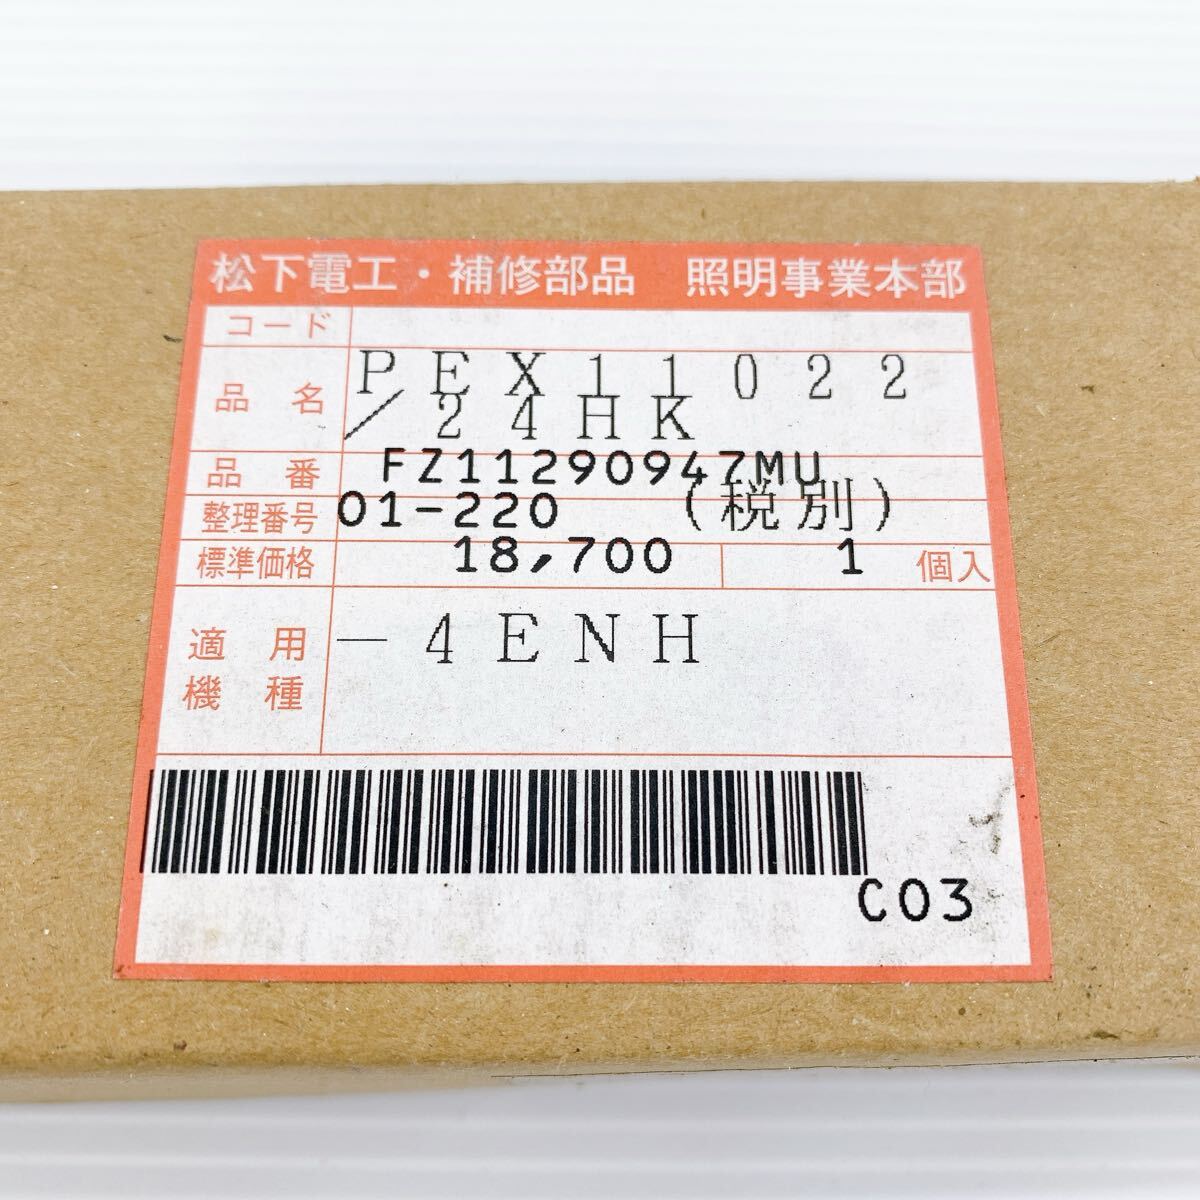 松下電工・補修部品　照明事業本部
コード
品名 PEX11022
/24HK
品番 FZ11290947MU
整理番号 01-220 (税別)
標準価格 18,700 1 個入
適用機種 -4ENH
C03